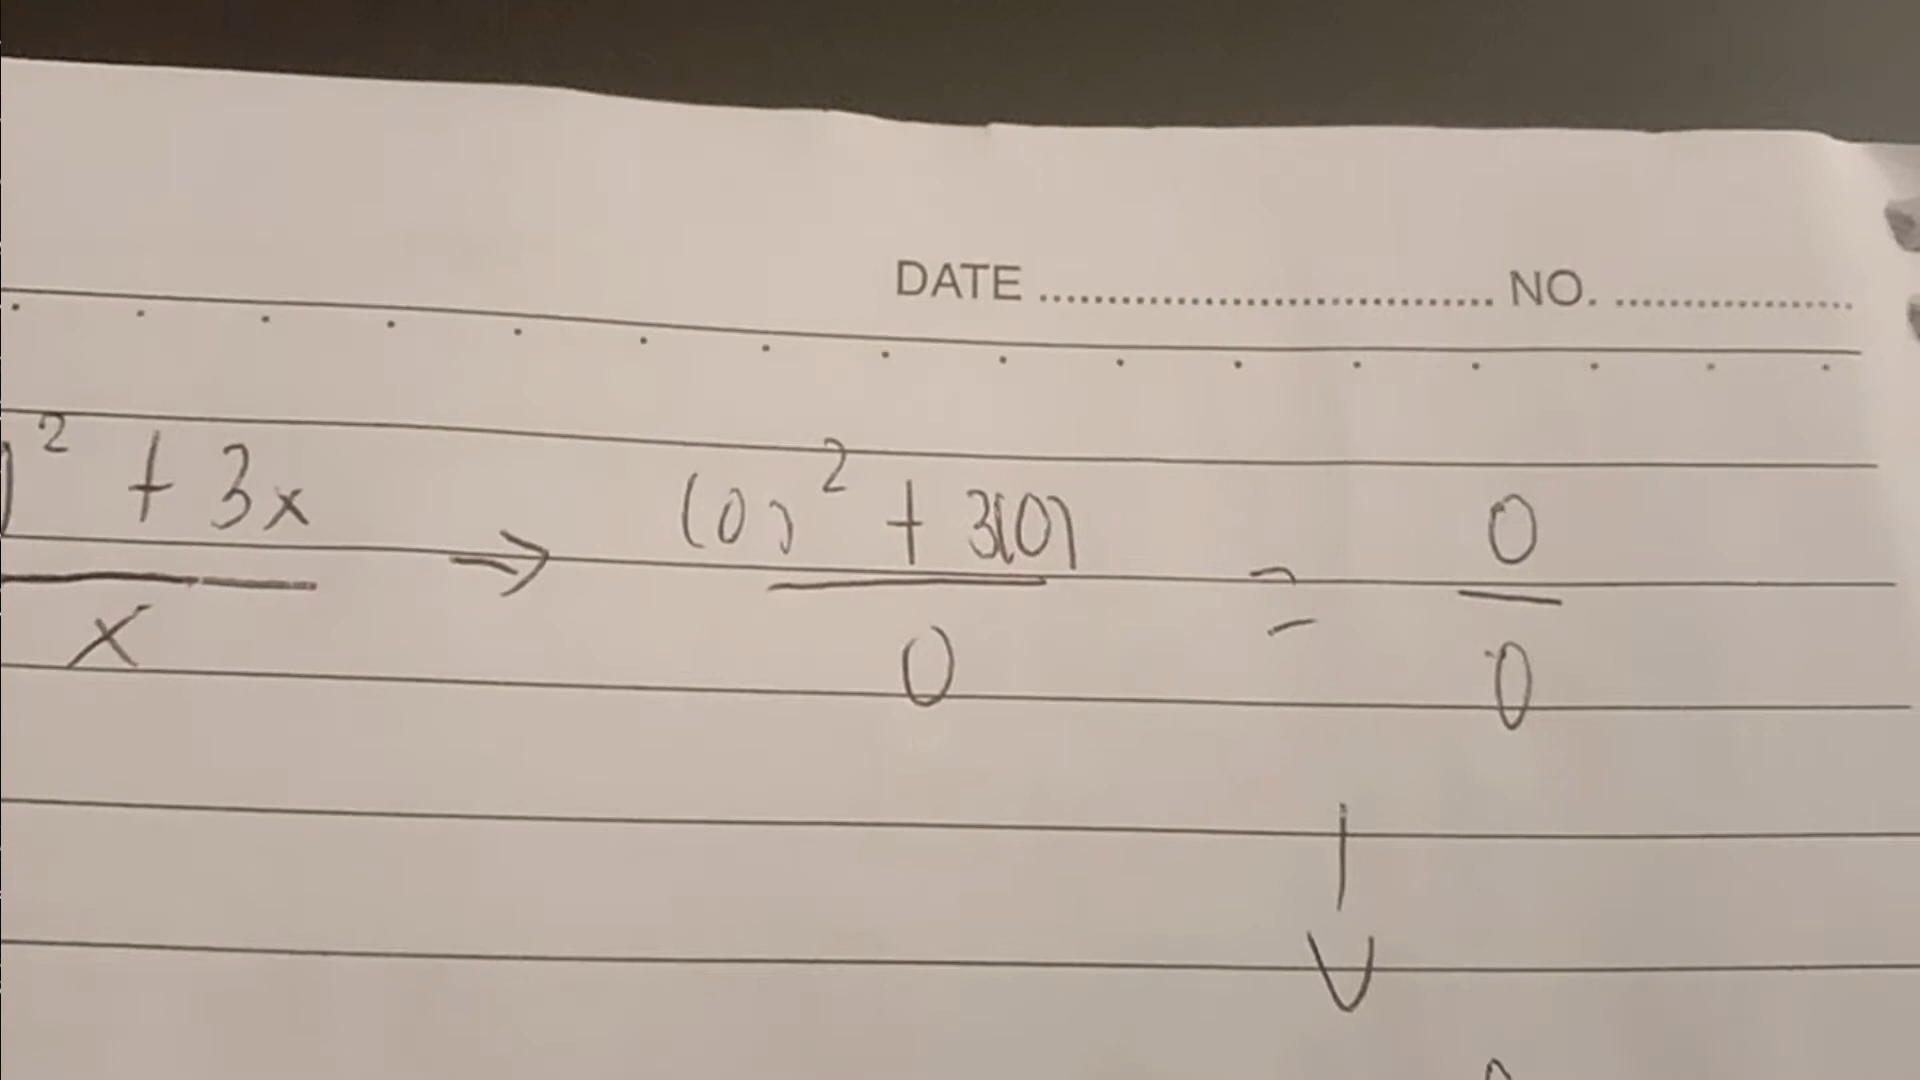 DATE ........................ NO. ............
)² + 3x / x → (0)² + 3(0) / 0 = 0 / 0